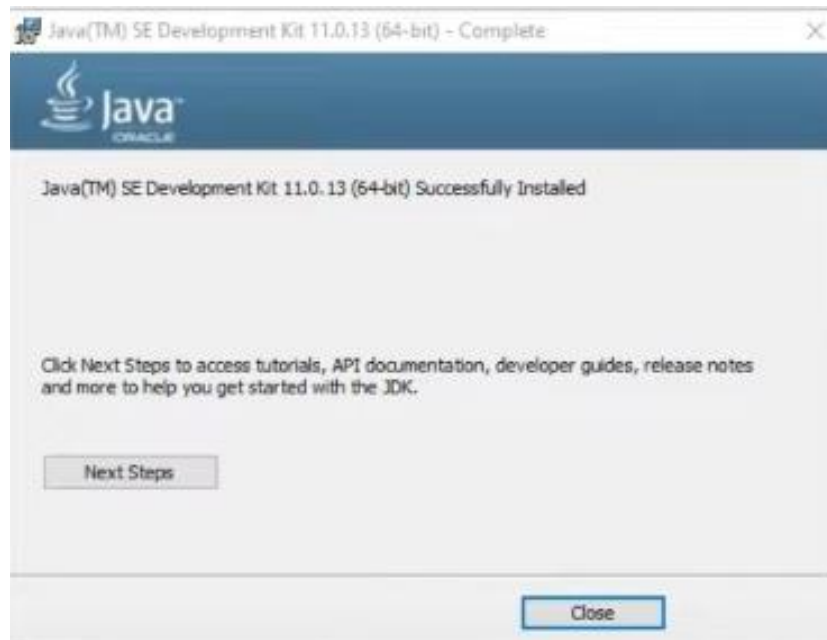 Java(TM) SE Development Kit 11.0.13 (64-bit) - Complete
Java
ORACLE
Java(TM) SE Development Kit 11.0.13 (64-bit) Successfully Installed
Click Next Steps to access tutorials, API documentation, developer guides, release notes
and more to help you get started with the JDK.
Next Steps
Close